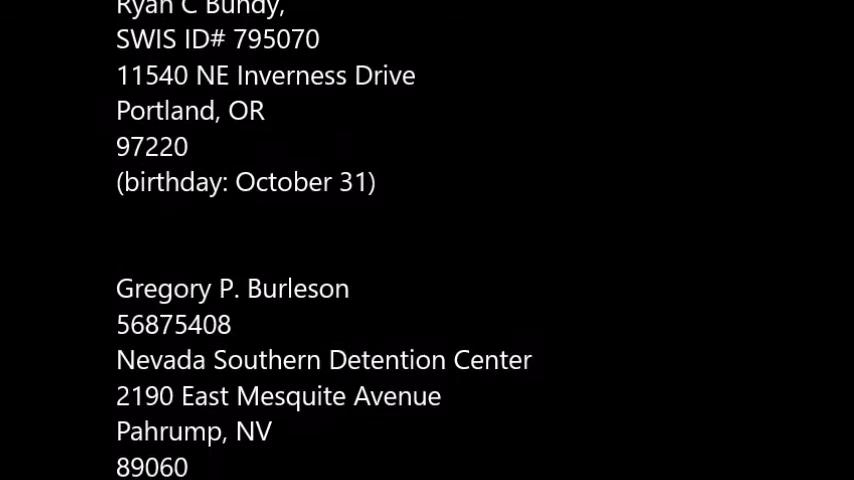 Ryan C Bundy,
SWIS ID# 795070
11540 NE Inverness Drive
Portland, OR
97220
(birthday: October 31)
Gregory P. Burleson
56875408
Nevada Southern Detention Center
2190 East Mesquite Avenue
Pahrump, NV
89060